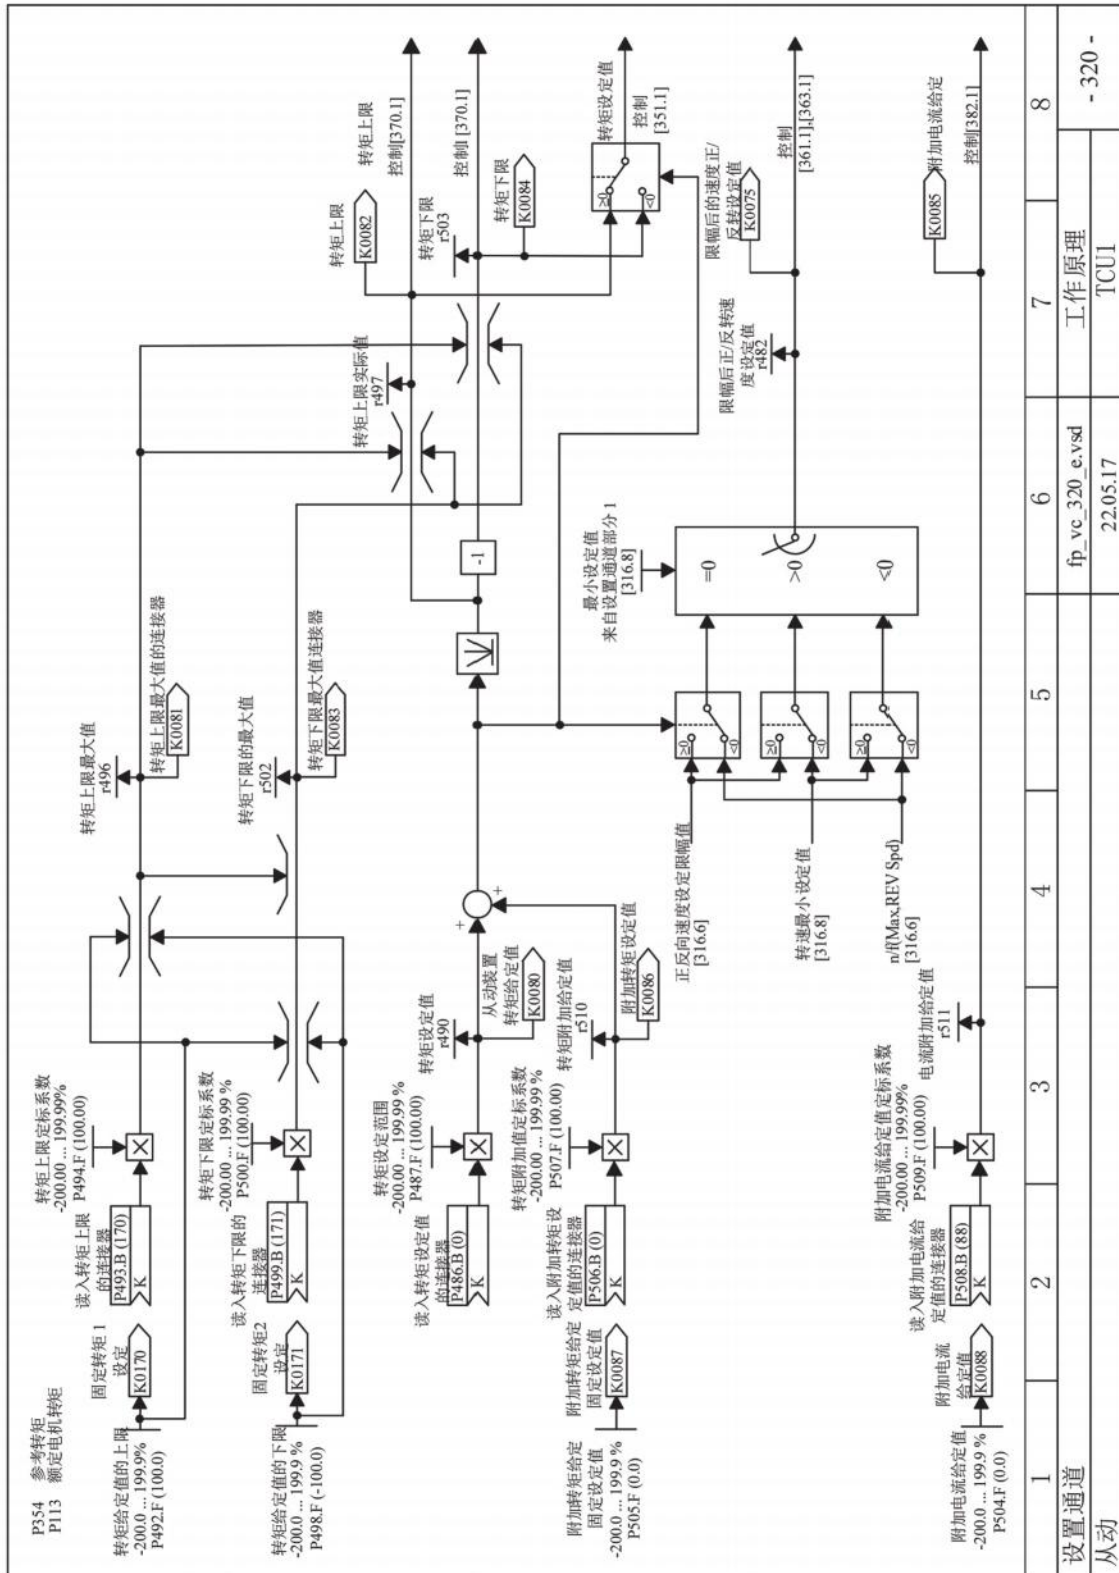 P354 参考转矩
P113 额定电机转矩
转矩给定值的上限
-200.0 ... 199.9%
P492.F (100.0)
固定转矩 1
设定
K0170
读入转矩上限
的连接器
P493.B (170)
K
转矩上限定标系数
-200.00 ... 199.99%
P494.F (100.00)
转矩上限最大值
r496
转矩上限最大值的连接器
K0081
转矩给定值的下限
-200.0 ... 199.9 %
P498.F (-100.0)
固定转矩2
设定
K0171
读入转矩下限的
连接器
P499.B (171)
K
转矩下限定标系数
-200.00 ... 199.99 %
P500.F (100.00)
转矩下限的最大值
r502
转矩下限最大值连接器
K0083
转矩上限实际值
r497
转矩上限
K0082
转矩上限
控制[370.1]
转矩下限
r503
控制I [370.1]
转矩下限
K0084
读入转矩设定值
的连接器
P486.B (0)
K
转矩设定范围
-200.00 ... 199.99 %
P487.F (100.00)
转矩设定值
r490
从动装置
转矩给定值
K0080
+
+
-1
≥0
<0
转矩设定值
控制
[351.1]
附加转矩给定
固定设定值
-200.0 ... 199.9 %
P505.F (0.0)
附加转矩给定
固定设定值
K0087
读入附加转矩设
定值的连接器
P506.B (0)
K
转矩附加值定标系数
-200.00 ... 199.99 %
P507.F (100.00)
转矩附加给定值
r510
附加转矩设定值
K0086
正反向速度设定限幅值
[316.6]
转速最小设定值
[316.8]
n/f(Max,REV Spd)
[316.6]
≥0
<0
≥0
<0
≥0
<0
最小设定值
来自设置通道部分 1
[316.8]
=0
>0
<0
限幅后正/反转速
度设定值
r482
限幅后的速度正/
反转设定值
K0075
控制
[361.1],[363.1]
附加电流给定值
-200.0 ... 199.9 %
P504.F (0.0)
附加电流
给定值
K0088
读入附加电流给
定值的连接器
P508.B (88)
K
附加电流给定值定标系数
-200.00 ... 199.99%
P509.F (100.00)
电流附加给定值
r511
附加电流给定
K0085
控制[382.1]
1 2 3 4 5 6 7 8
设置通道 fp_vc_320_e.vsd 工作原理 - 320 -
从动 22.05.17 TCU1